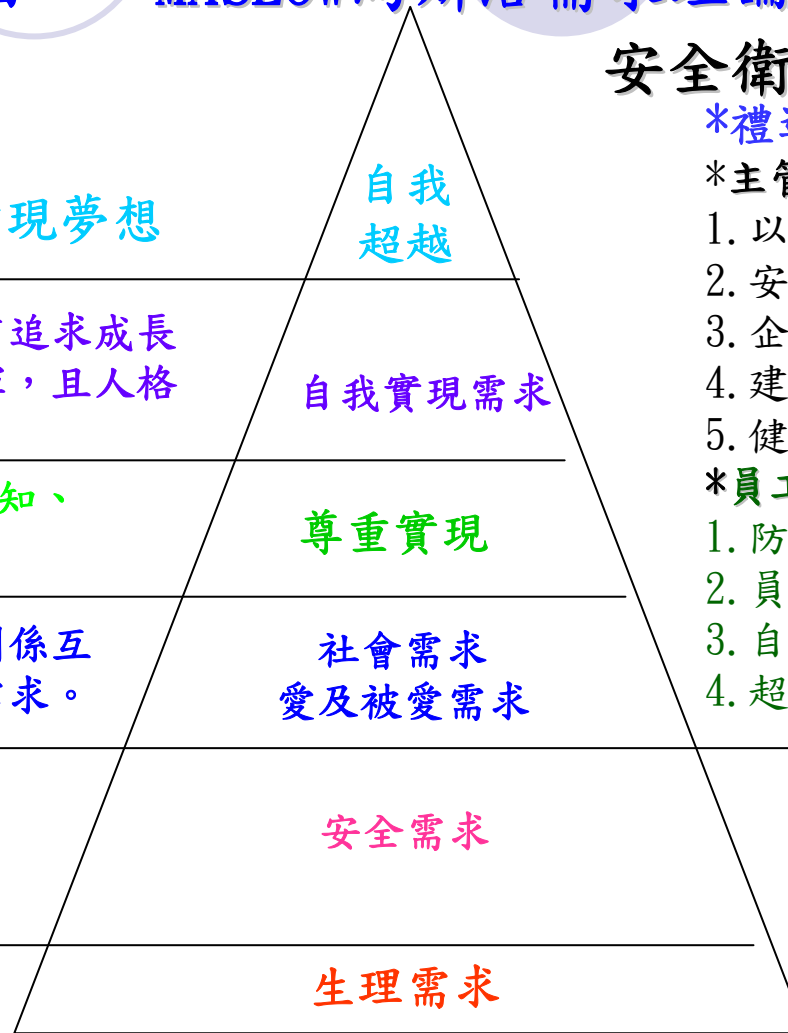 MASLOW
安全衛
*禮
現夢想
自我
超越
*主管
1.以
2.安
3.企
4.建
5.健
追求成長
,且人格
自我實現需求
知、
尊重實現
*員工
1.防
2.員
3.自
4.超
係互
求。
社會需求
愛及被愛需求
安全需求
生理需求